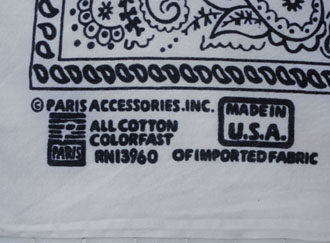 © PARIS ACCESSORIES.INC.
MADE IN
U.S.A.
PARIS
ALL COTTON
COLORFAST
RN13960
OF IMPORTED FABRIC